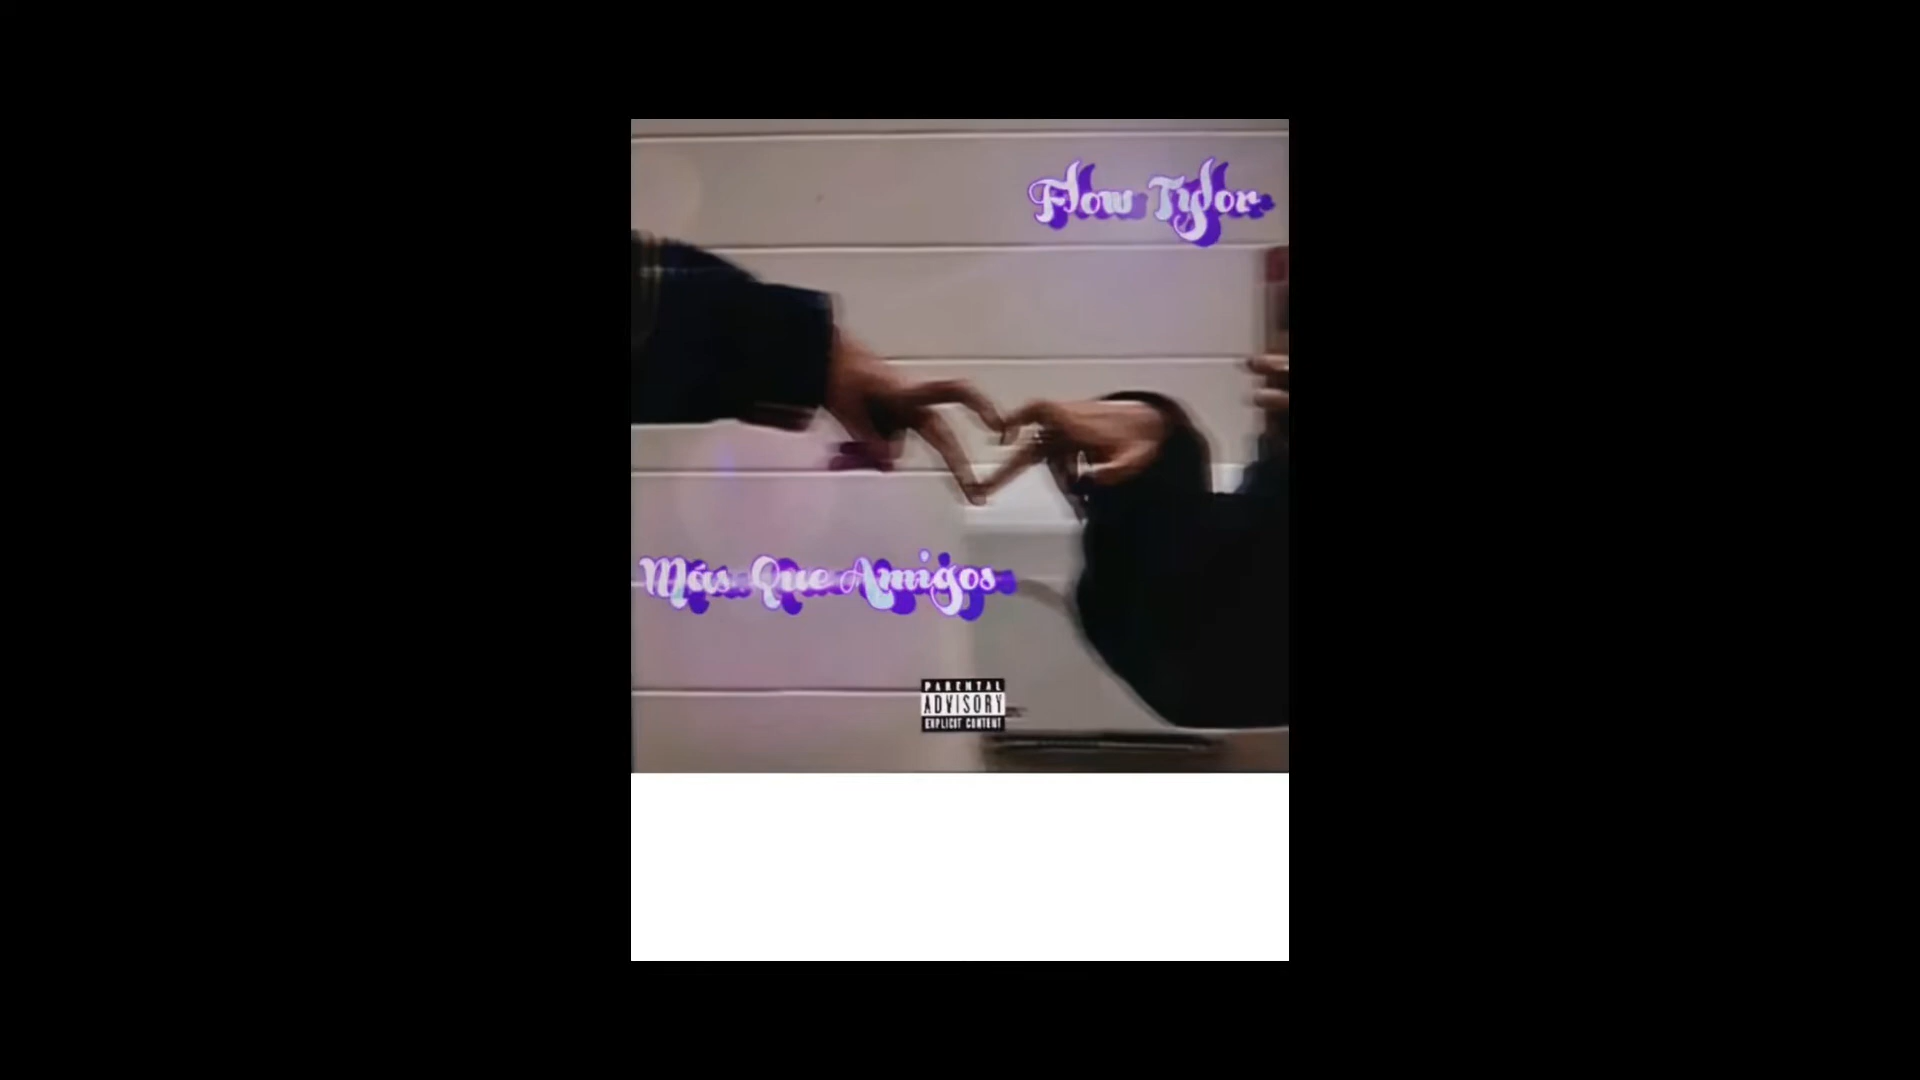 Flow Tylor
Más Que Amigos
PARENTAL
ADVISORY
EXPLICIT CONTENT